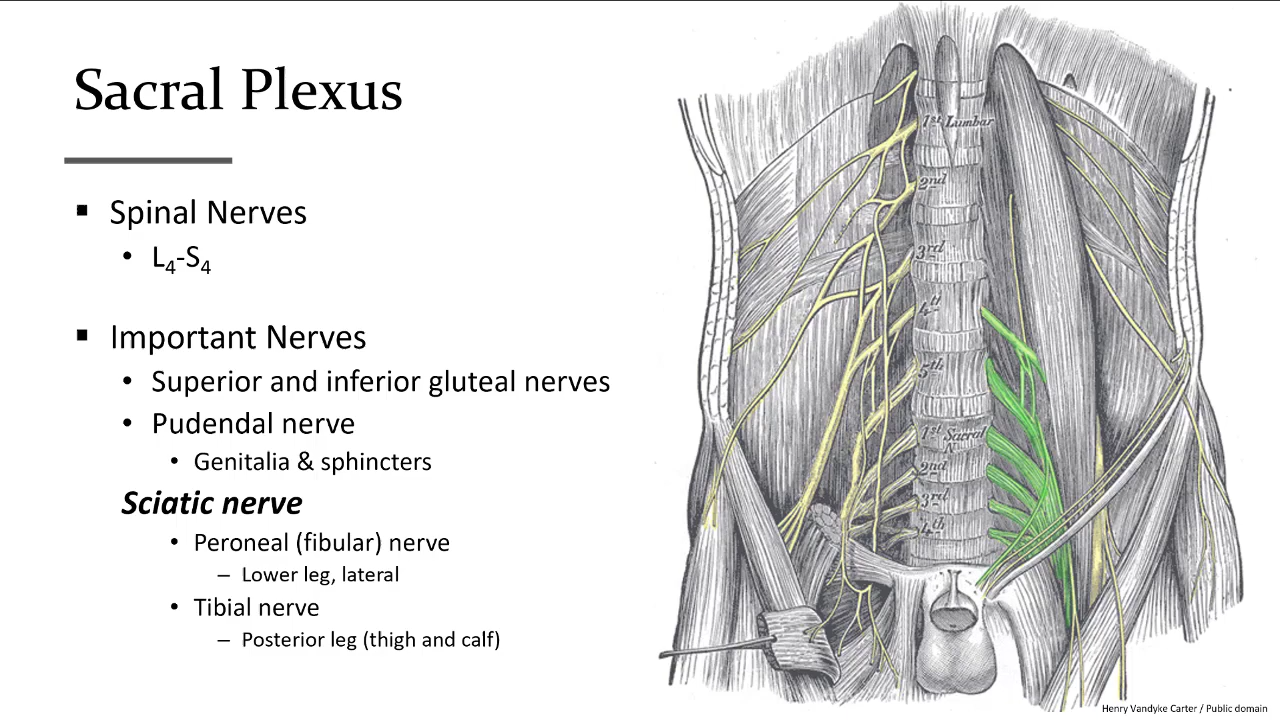 Sacral Plexus
▪ Spinal Nerves
• L₄-S₄
▪ Important Nerves
• Superior and inferior gluteal nerves
• Pudendal nerve
• Genitalia & sphincters
Sciatic nerve
• Peroneal (fibular) nerve
– Lower leg, lateral
• Tibial nerve
– Posterior leg (thigh and calf)
1st Lumbar
2nd
3rd
4th
5th
1st Sacral
2nd
3rd
4th
Henry Vandyke Carter / Public domain